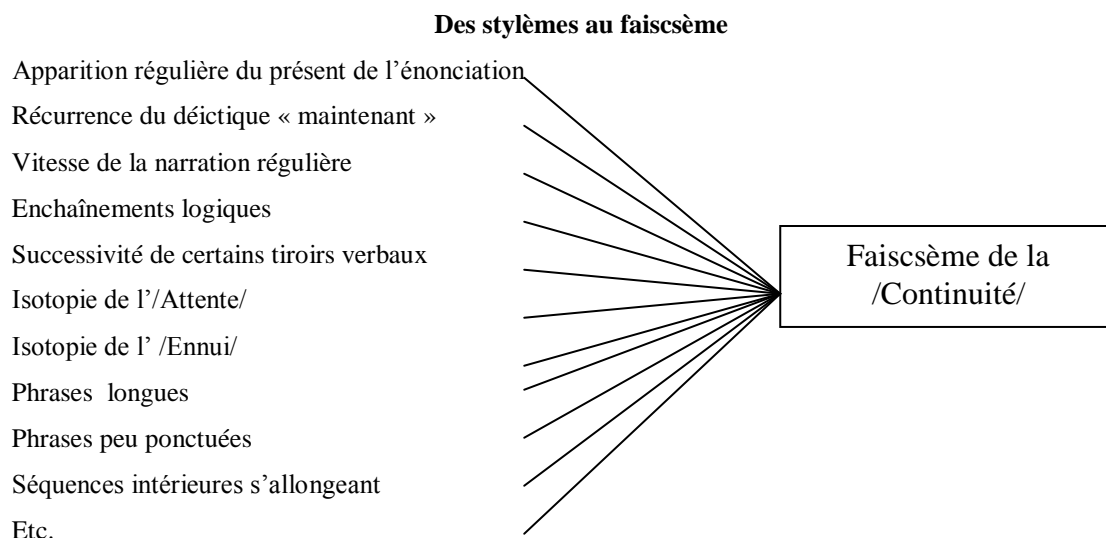 Des stylèmes au faiscsème
Apparition régulière du présent de l’énonciation
Récurrence du déictique « maintenant »
Vitesse de la narration régulière
Enchaînements logiques
Successivité de certains tiroirs verbaux
Isotopie de l’/Attente/
Isotopie de l’ /Ennui/
Phrases longues
Phrases peu ponctuées
Séquences intérieures s’allongeant
Etc.
Faiscsème de la
/Continuité/